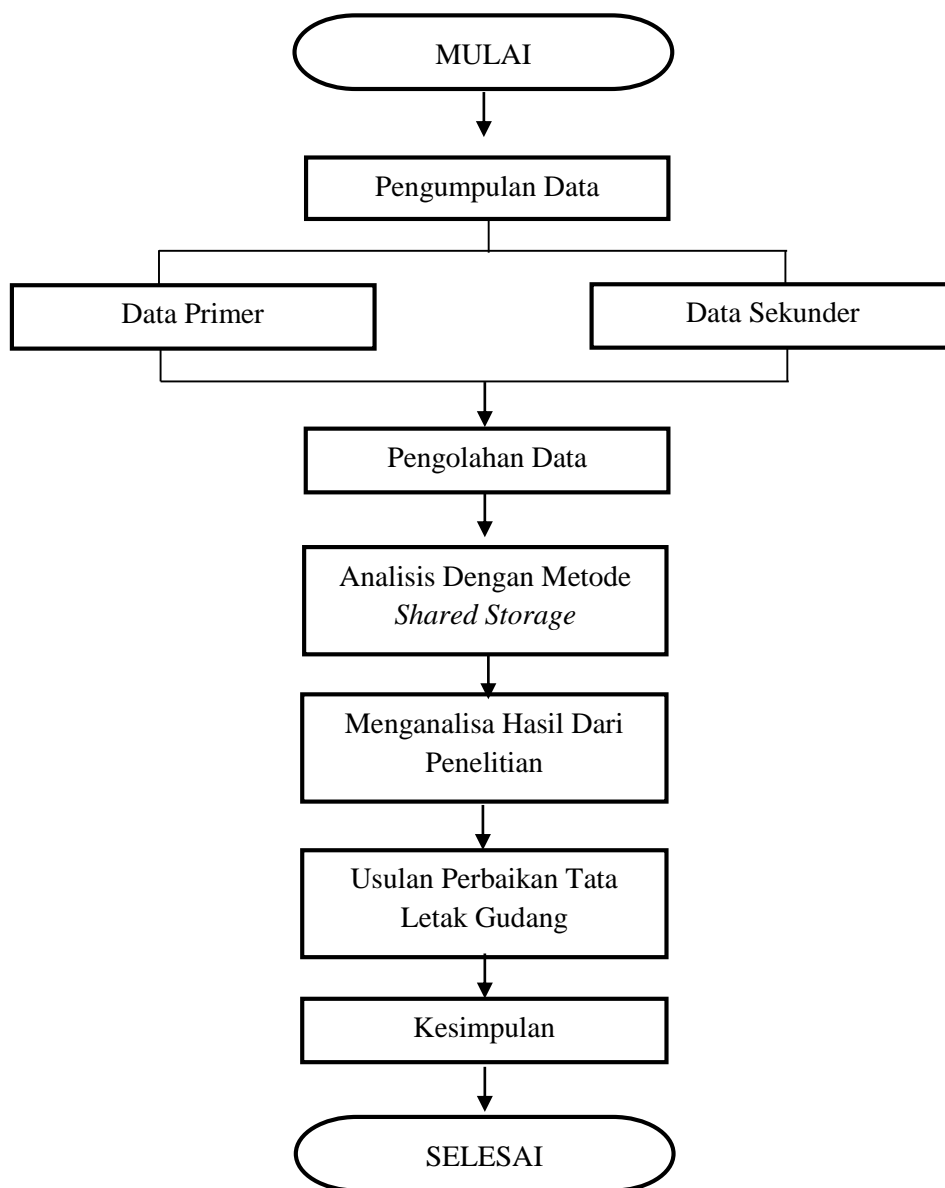 MULAI
Pengumpulan Data
Data Primer
Data Sekunder
Pengolahan Data
Analisis Dengan Metode
Shared Storage
Menganalisa Hasil Dari
Penelitian
Usulan Perbaikan Tata
Letak Gudang
Kesimpulan
SELESAI